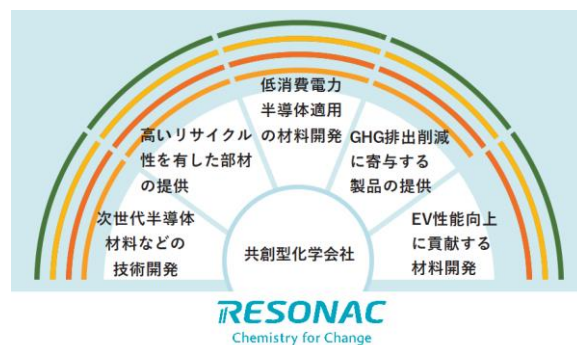 低消費電力
半導体適用
の材料開発
高いリサイクル
性を有した部材
の提供
GHG排出削減
に寄与する
製品の提供
次世代半導体
材料などの
技術開発
共創型化学会社
EV性能向上
に貢献する
材料開発
RESONAC
Chemistry for Change